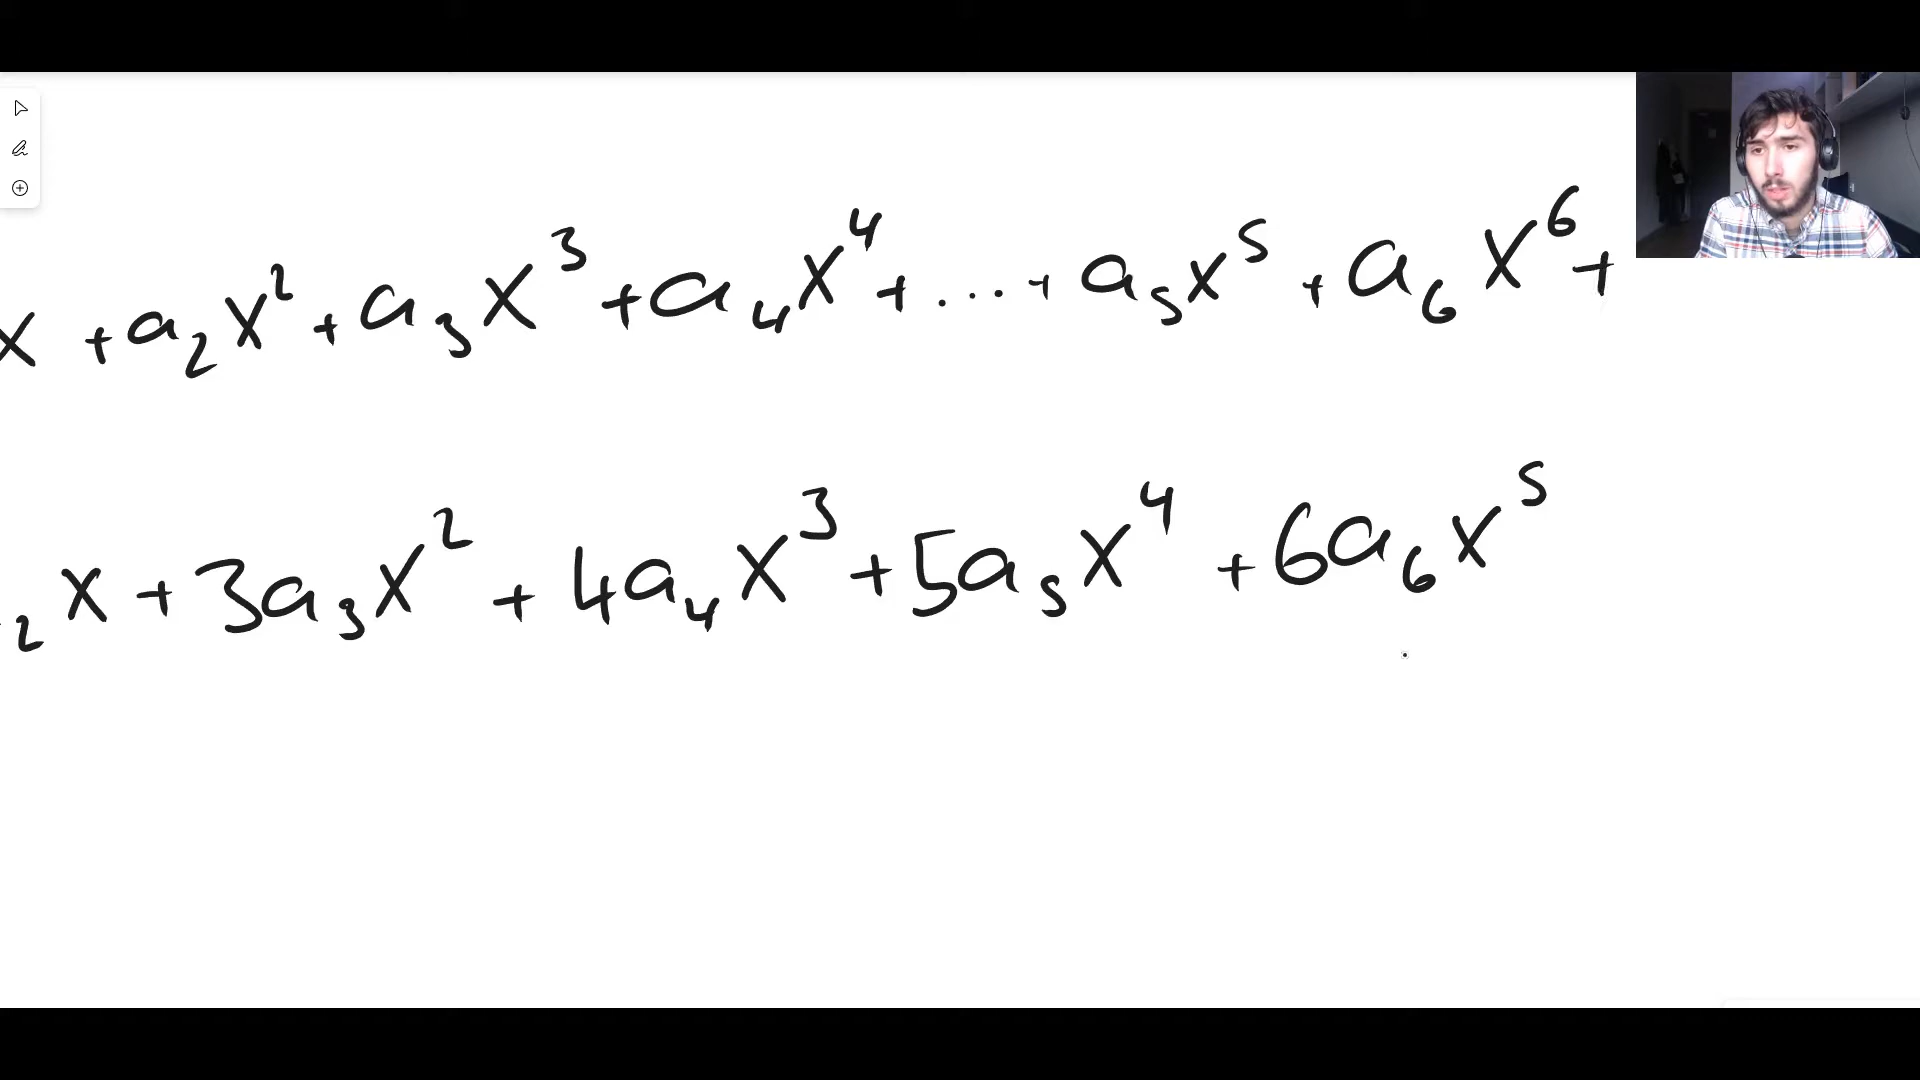 x + a₂x² + a₃x³ + a₄x⁴ + ... + a₅x⁵ + a₆x⁶ +
₂x + 3a₃x² + 4a₄x³ + 5a₅x⁴ + 6a₆x⁵